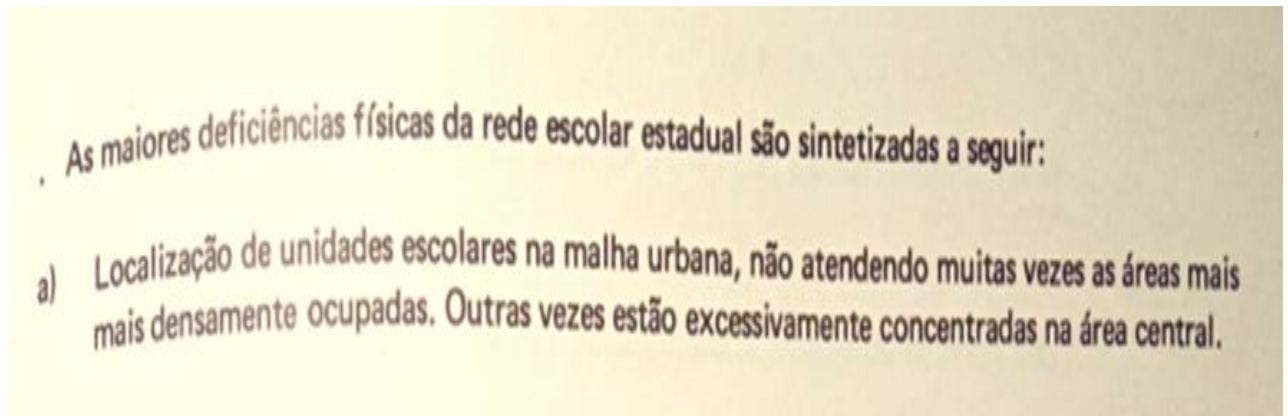 . As maiores deficiências físicas da rede escolar estadual são sintetizadas a seguir:
a) Localização de unidades escolares na malha urbana, não atendendo muitas vezes as áreas mais
mais densamente ocupadas. Outras vezes estão excessivamente concentradas na área central.